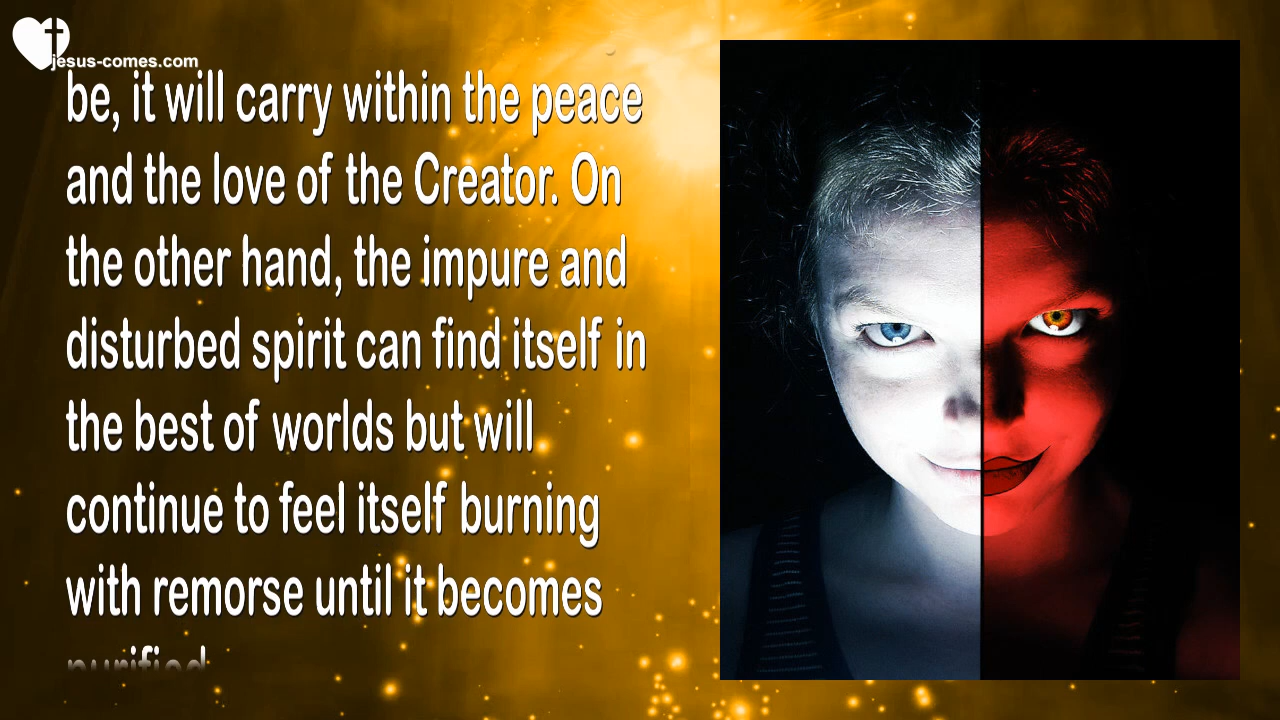 jesus-comes.com
be, it will carry within the peace
and the love of the Creator. On
the other hand, the impure and
disturbed spirit can find itself in
the best of worlds but will
continue to feel itself burning
with remorse until it becomes
purified